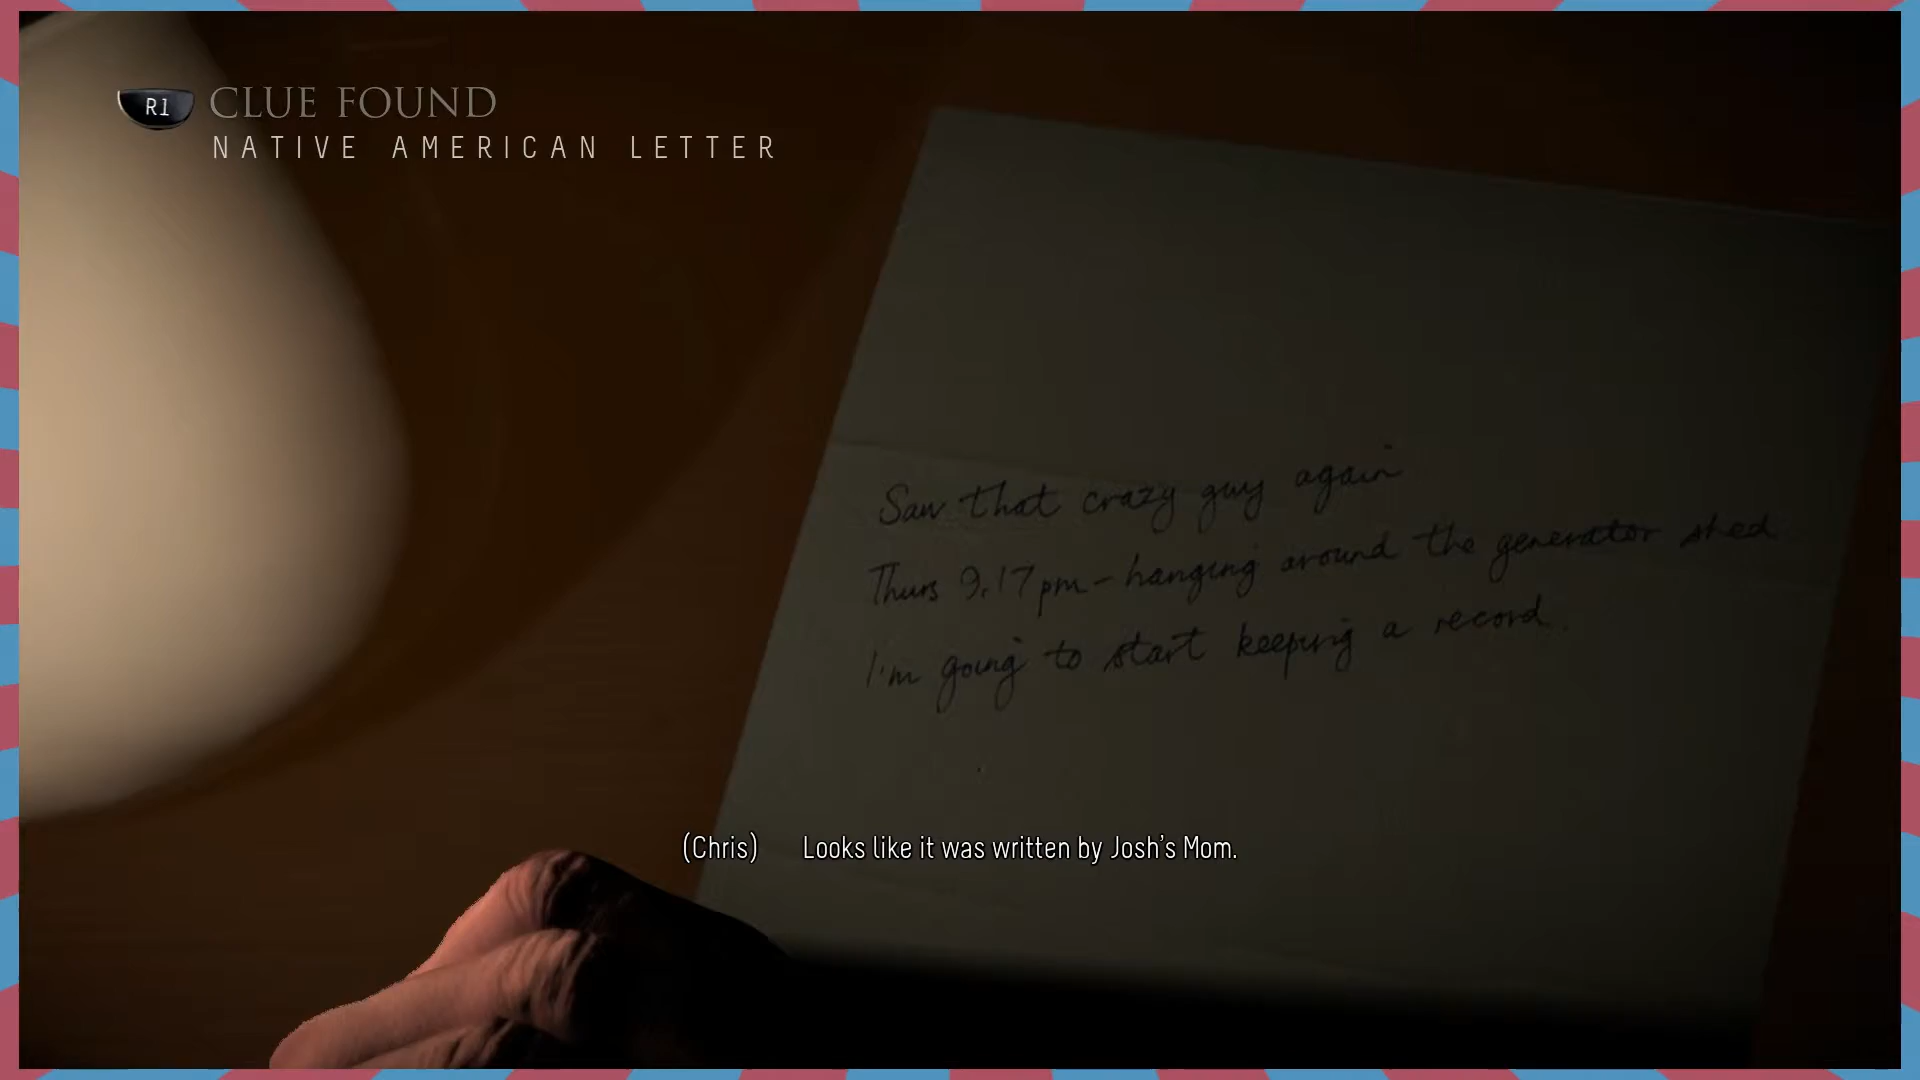 R1 CLUE FOUND
NATIVE AMERICAN LETTER
Saw that crazy guy again
Thurs 9.17pm - hanging around the generator shed
I'm going to start keeping a record.
(Chris) Looks like it was written by Josh's Mom.